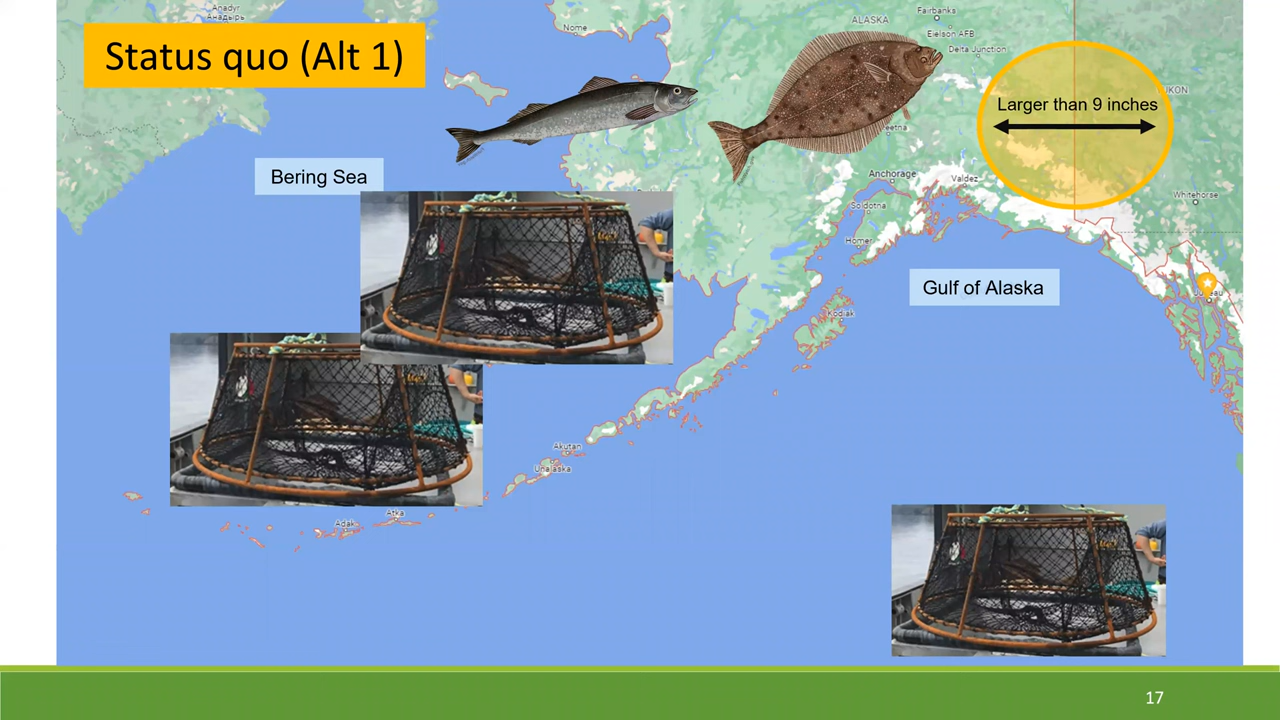 Anadyr
Анадырь
Status quo (Alt 1)
Nome
ALASKA
Fairbanks
Eielson AFB
Delta Junction
Larger than 9 inches
YUKON
eetna
Bering Sea
Anchorage
Valdez
Whitehorse
Soldotna
Homer
Gulf of Alaska
Juneau
Kodiak
Akutan
Unalaska
Atka
Adak
17